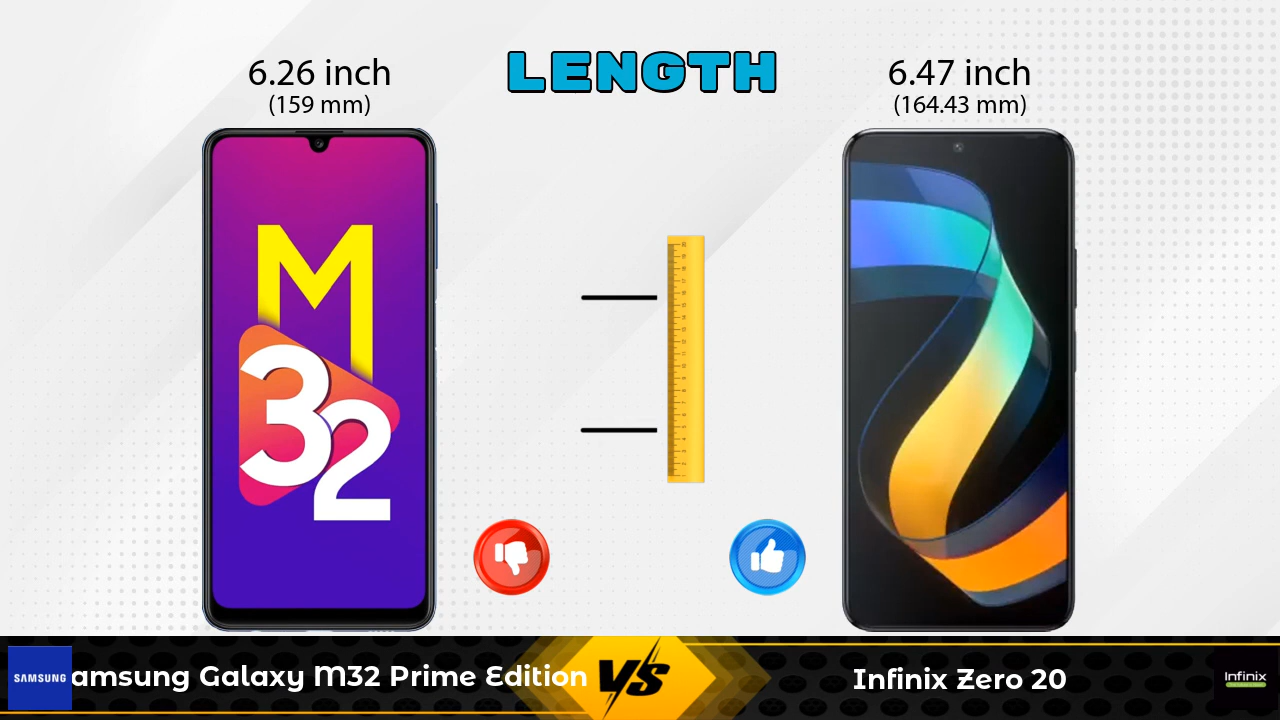 LENGTH
6.26 inch
(159 mm)
6.47 inch
(164.43 mm)
M
32
SAMSUNG
amsung Galaxy M32 Prime Edition
VS
Infinix Zero 20
Infinix